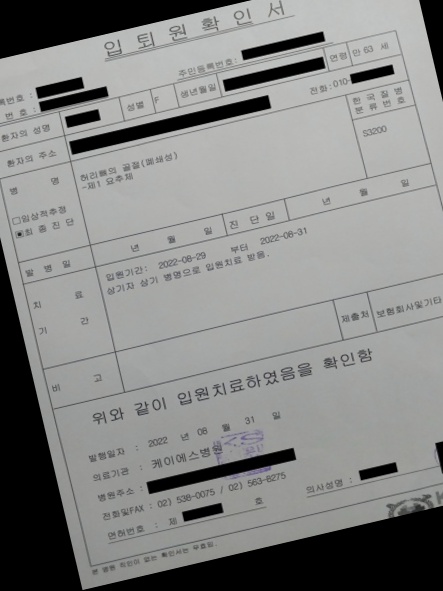 입 퇴 원 확 인 서
록번호 :
번 호 :
주민등록번호:
환자의 성명
성별 F
생년월일
연령 만 63 세
환자의 주소
전화:010-
병 명
허리뼈의 골절(폐쇄성)
-제1 요추체
한 국 질 병
분 류 번 호
S3200
□임상적추정
▣최 종 진 단
발 병 일
년 월 일
진 단 일
년 월 일
치 료
기 간
입원기간: 2022-08-29 부터 2022-08-31
상기자 상기 병명으로 입원치료 받음.
비 고
제출처
보험회사및기타
위와 같이 입원치료하였음을 확인함
발행일자 : 2022 년 08 월 31 일
의료기관 : 케이에스병원
병원주소 :
전화및FAX : 02) 538-0075 / 02) 563-8275
면허번호 : 제 호
의사성명 :
본 병원 직인이 없는 확인서는 무효임.